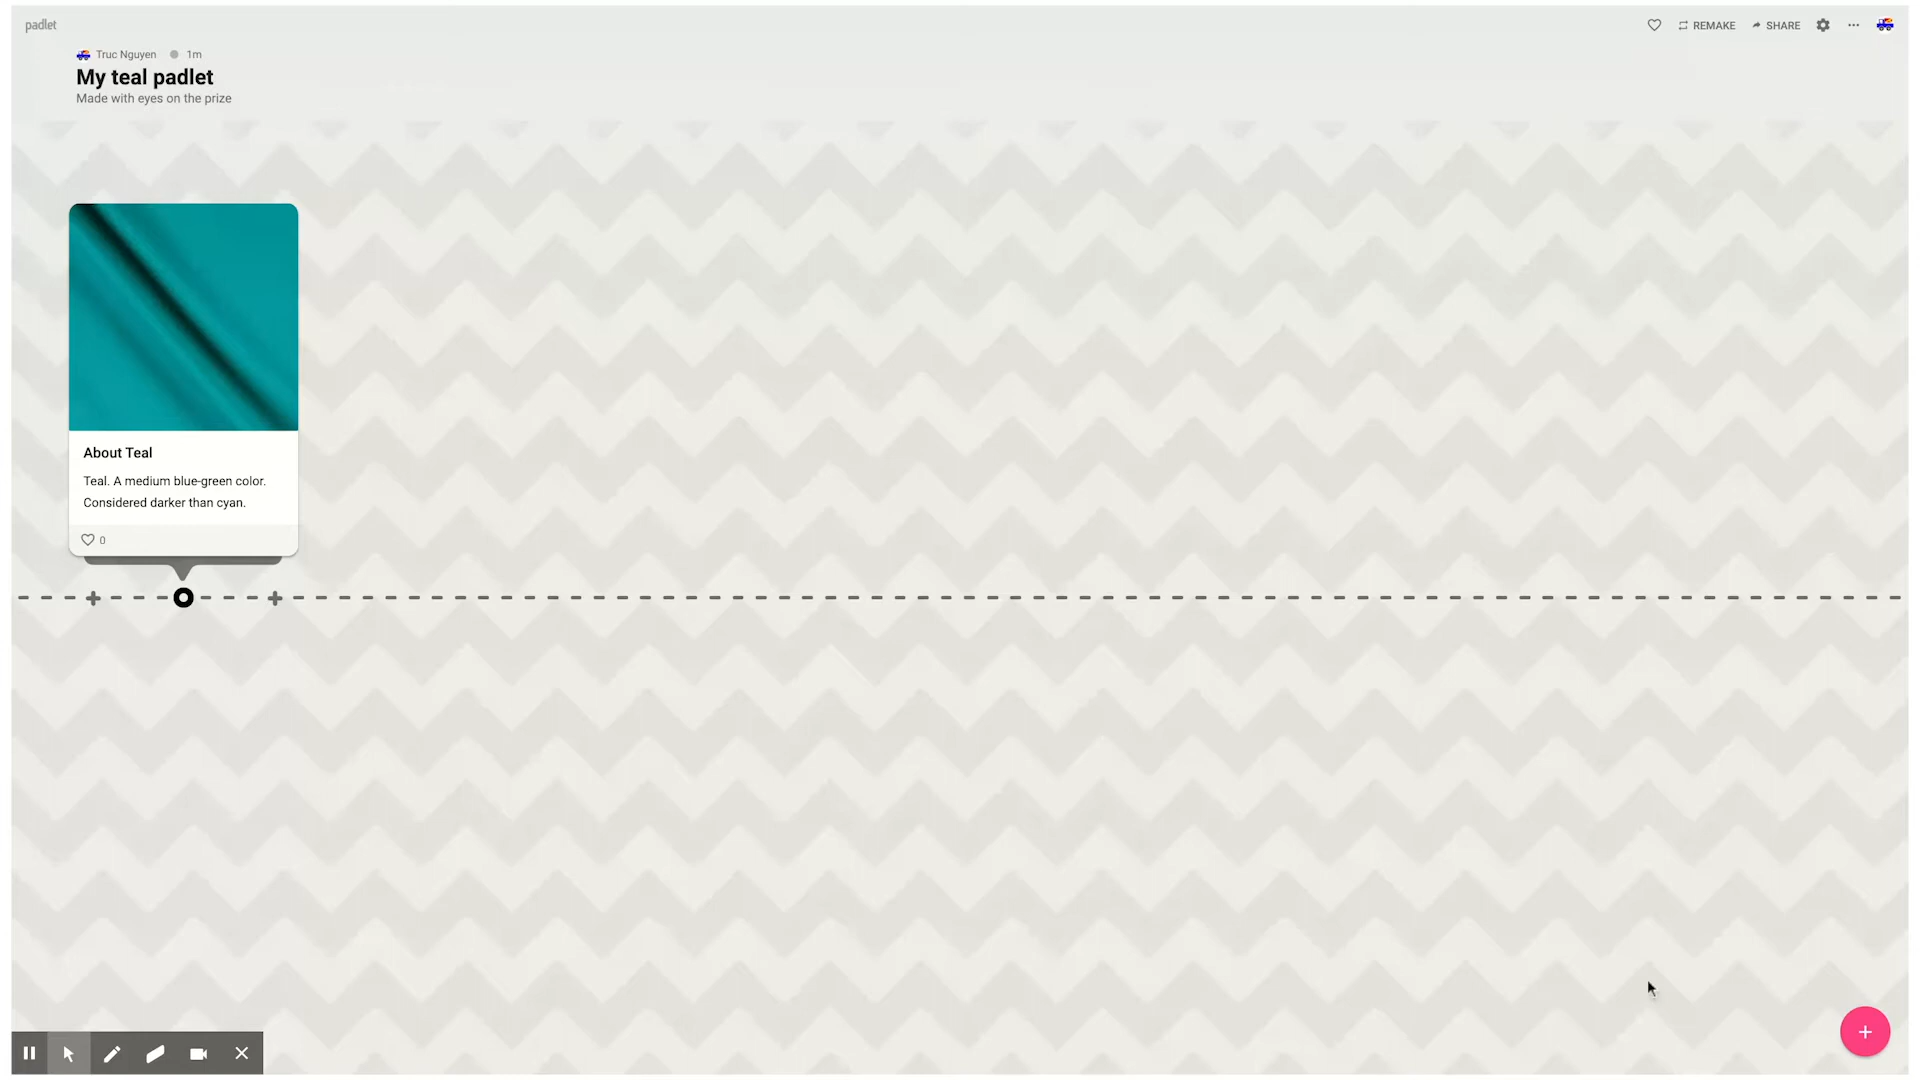 padlet
REMAKE
SHARE
Truc Nguyen
1m
My teal padlet
Made with eyes on the prize
About Teal
Teal. A medium blue-green color.
Considered darker than cyan.
0